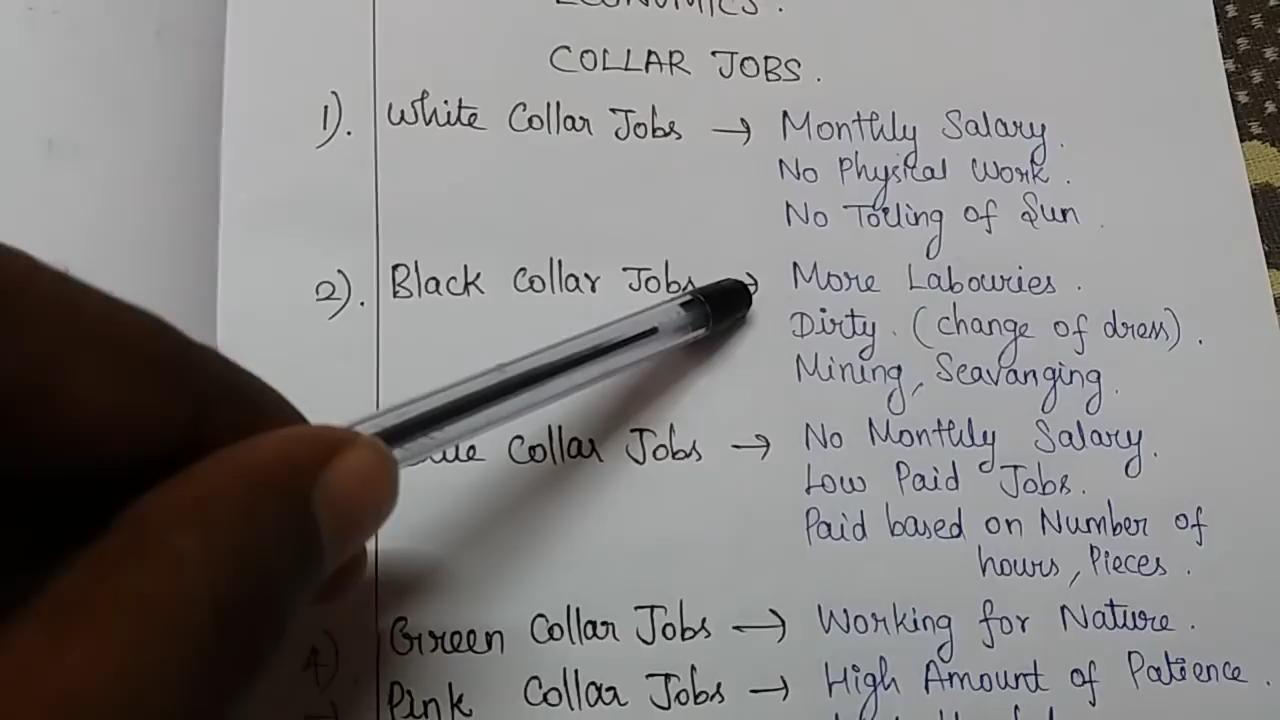 ECONOMICS.
COLLAR JOBS.
1). White Collar Jobs → Monthly Salary.
No Physical Work.
No Toiling of Sun.
2). Black Collar Jobs → More Labouries.
Dirty. (change of dress).
Mining, Scavanging.
Collar Jobs → No Monthly Salary.
Low Paid Jobs.
Paid based on Number of
hours, Pieces.
4) Green Collar Jobs → Working for Nature.
Pink Collar Jobs → High Amount of Patience.